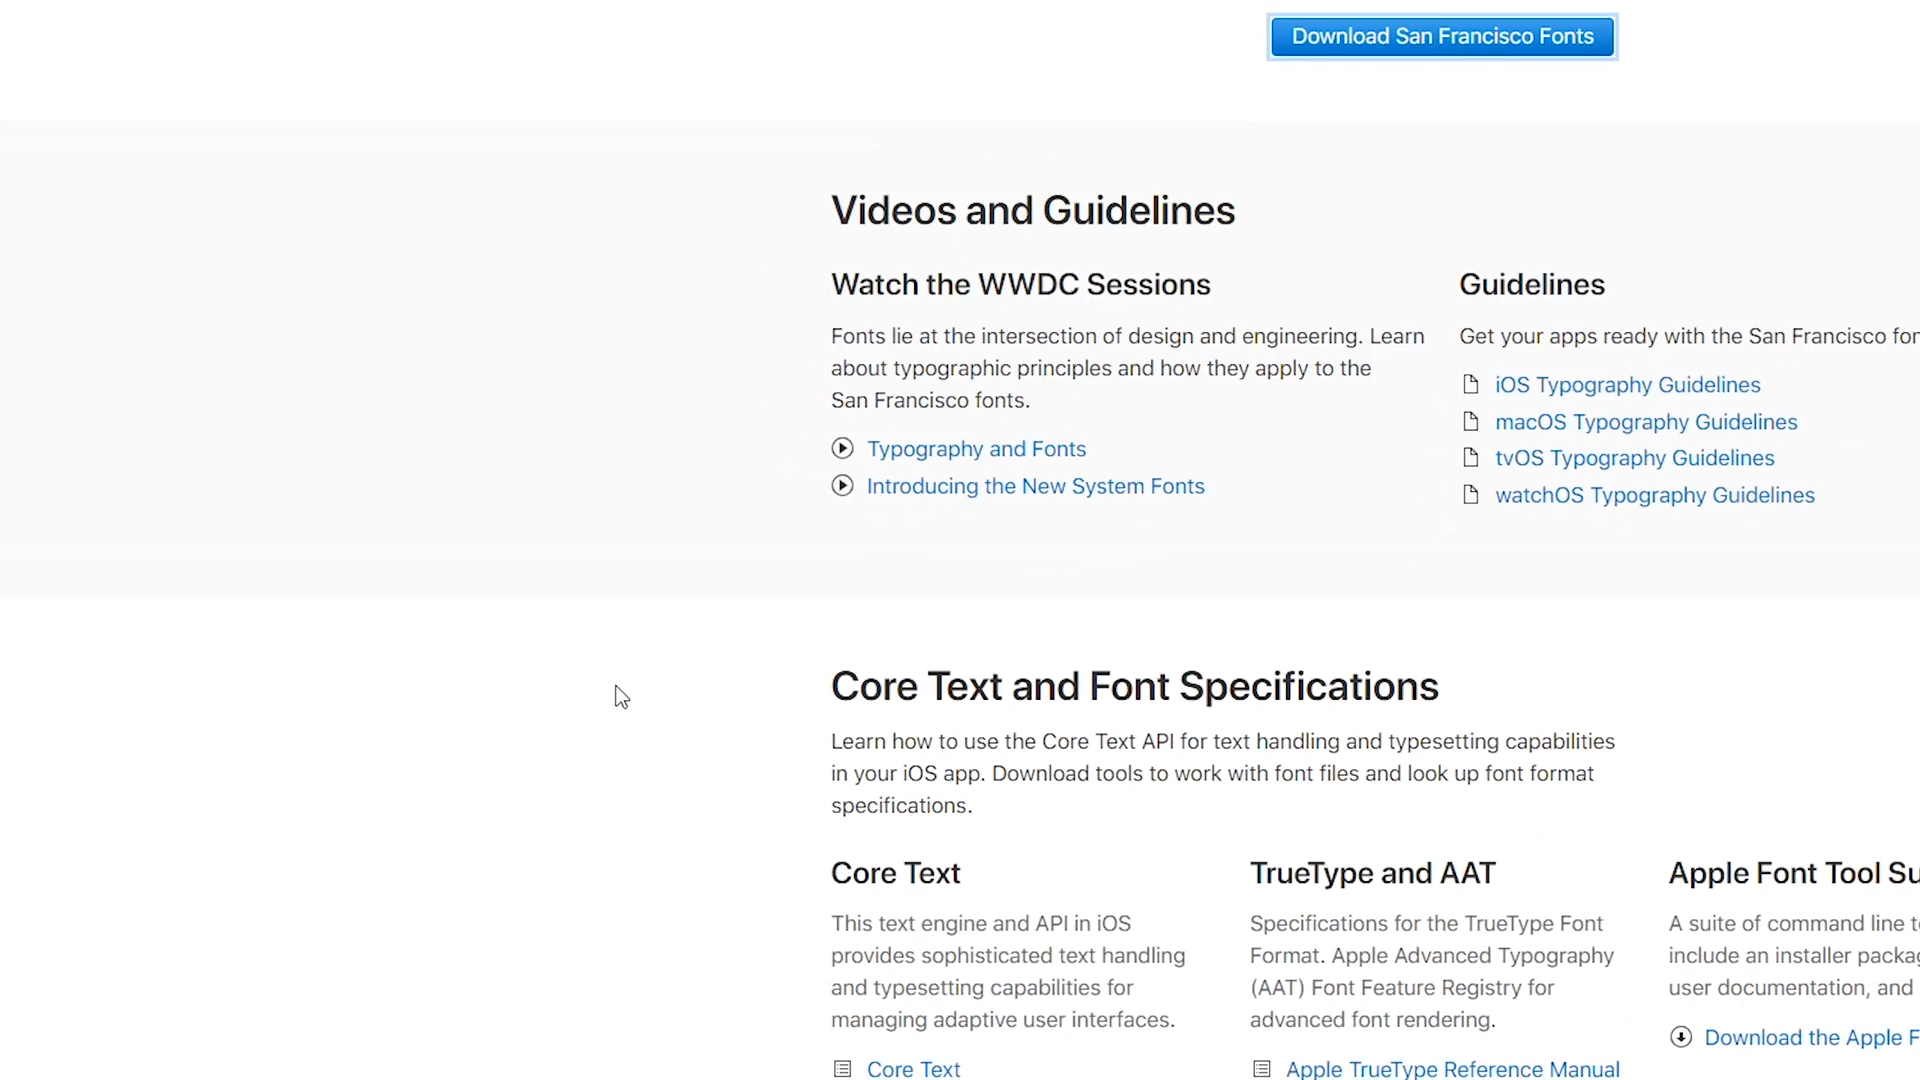 Download San Francisco Fonts
Videos and Guidelines
Watch the WWDC Sessions
Fonts lie at the intersection of design and engineering. Learn
about typographic principles and how they apply to the
San Francisco fonts.
Typography and Fonts
Introducing the New System Fonts
Guidelines
Get your apps ready with the San Francisco
iOS Typography Guidelines
macOS Typography Guidelines
tvOS Typography Guidelines
watchOS Typography Guidelines
Core Text and Font Specifications
Learn how to use the Core Text API for text handling and typesetting capabilities
in your iOS app. Download tools to work with font files and look up font format
specifications.
Core Text
This text engine and API in iOS
provides sophisticated text handling
and typesetting capabilities for
managing adaptive user interfaces.
Core Text
TrueType and AAT
Specifications for the TrueType Font
Format. Apple Advanced Typography
(AAT) Font Feature Registry for
advanced font rendering.
Apple TrueType Reference Manual
Apple Font Tool
A suite of command line
include an installer
user documentation, and
Download the Apple